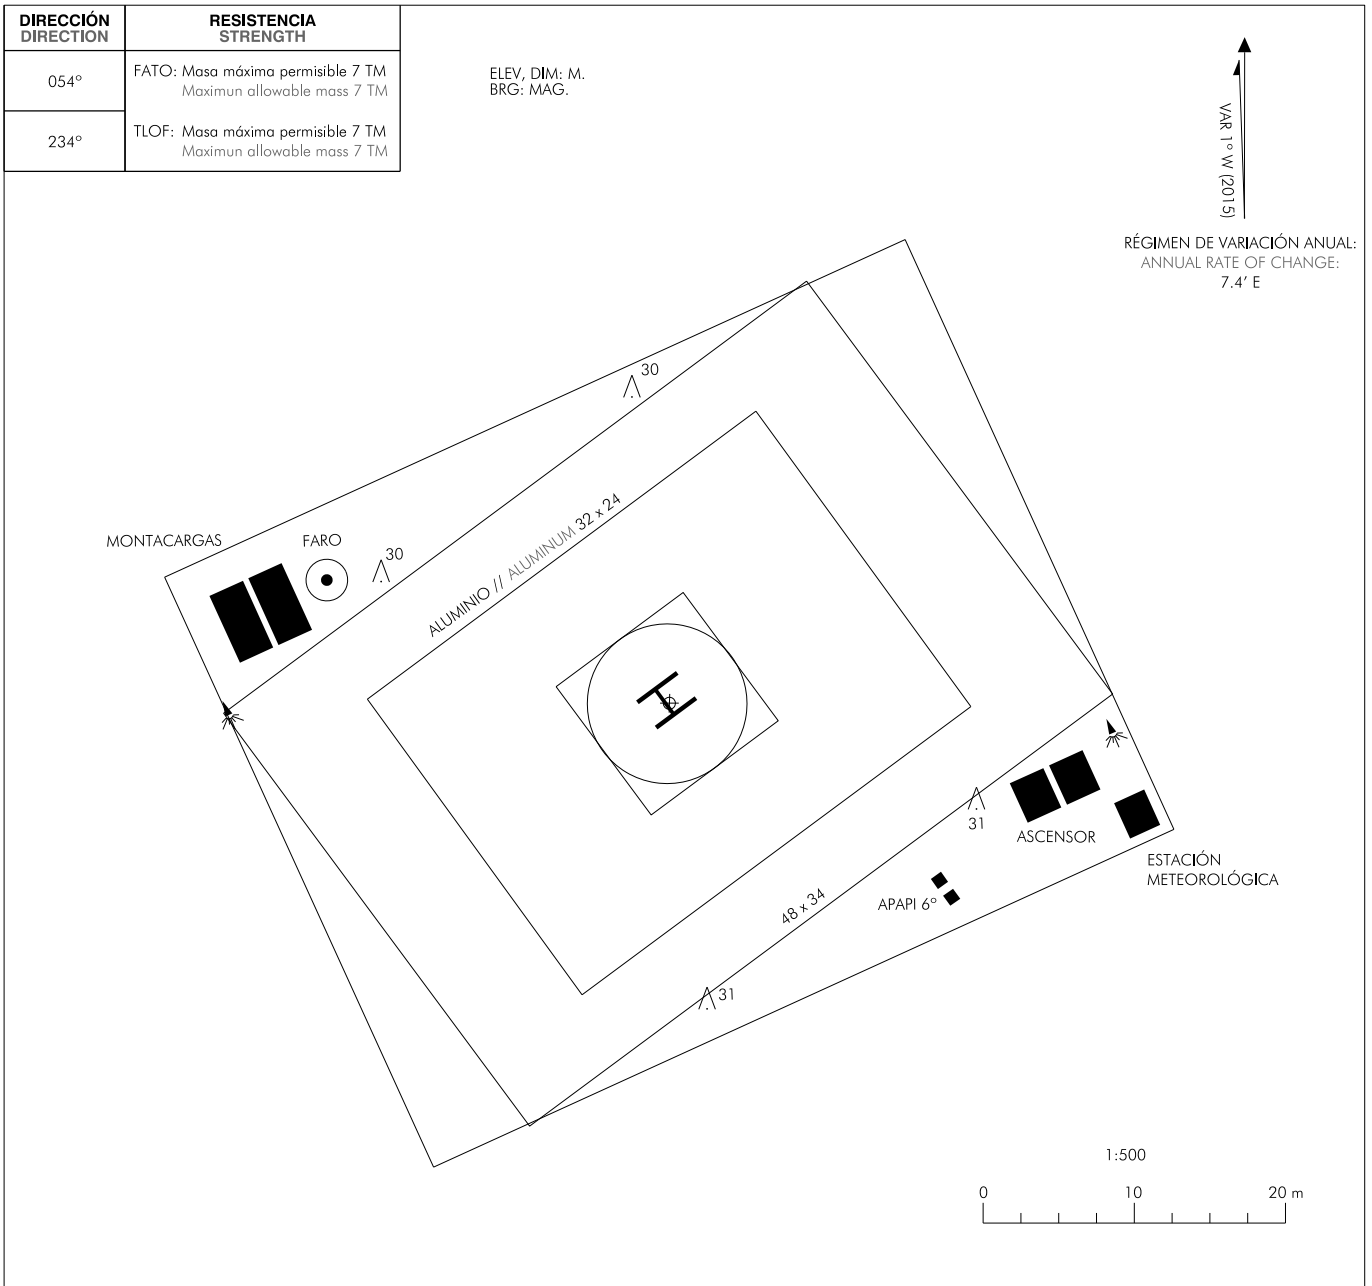 DIRECCIÓN
DIRECTION
RESISTENCIA
STRENGTH
054°
FATO: Masa máxima permisible 7 TM
Maximun allowable mass 7 TM
234°
TLOF: Masa máxima permisible 7 TM
Maximun allowable mass 7 TM
ELEV, DIM: M.
BRG: MAG.
VAR 1° W (2015)
RÉGIMEN DE VARIACIÓN ANUAL:
ANNUAL RATE OF CHANGE:
7.4' E
30
MONTACARGAS
FARO
30
ALUMINIO // ALUMINUM 32 x 24
H
31
ASCENSOR
ESTACIÓN
METEOROLÓGICA
APAPI 6°
48 x 34
31
1:500
0 10 20 m